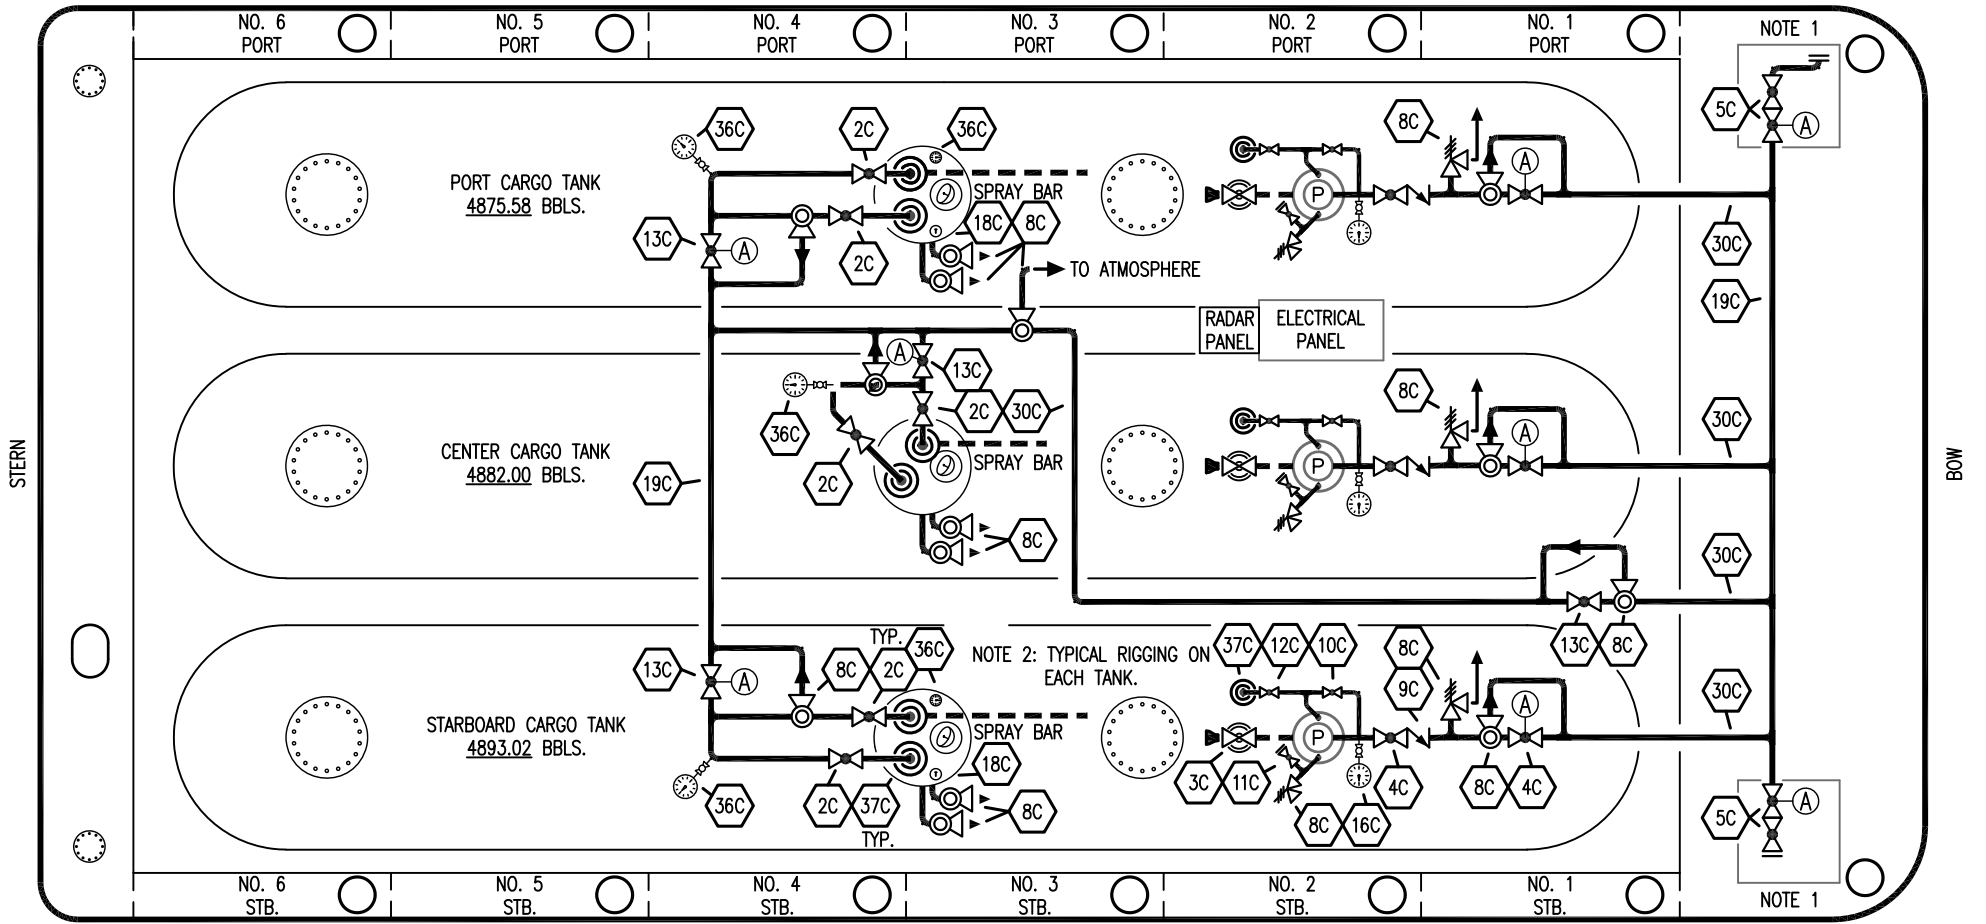 NO. 6
PORT
NO. 5
PORT
NO. 4
PORT
NO. 3
PORT
NO. 2
PORT
NO. 1
PORT
NOTE 1
5C
A
36C
2C
36C
8C
A
PORT CARGO TANK
4875.58 BBLS.
SPRAY BAR
P
13C
A
2C
18C
8C
30C
TO ATMOSPHERE
19C
RADAR
PANEL
ELECTRICAL
PANEL
A
13C
36C
2C
30C
8C
A
30C
STERN
CENTER CARGO TANK
4882.00 BBLS.
19C
2C
SPRAY BAR
P
BOW
8C
30C
13C
8C
TYP.
36C
13C
A
8C
2C
NOTE 2: TYPICAL RIGGING ON
EACH TANK.
37C
12C
10C
8C
9C
A
30C
STARBOARD CARGO TANK
4893.02 BBLS.
SPRAY BAR
P
18C
3C
11C
4C
8C
4C
36C
2C
37C
TYP.
8C
8C
16C
5C
A
NO. 6
STB.
NO. 5
STB.
NO. 4
STB.
NO. 3
STB.
NO. 2
STB.
NO. 1
STB.
NOTE 1